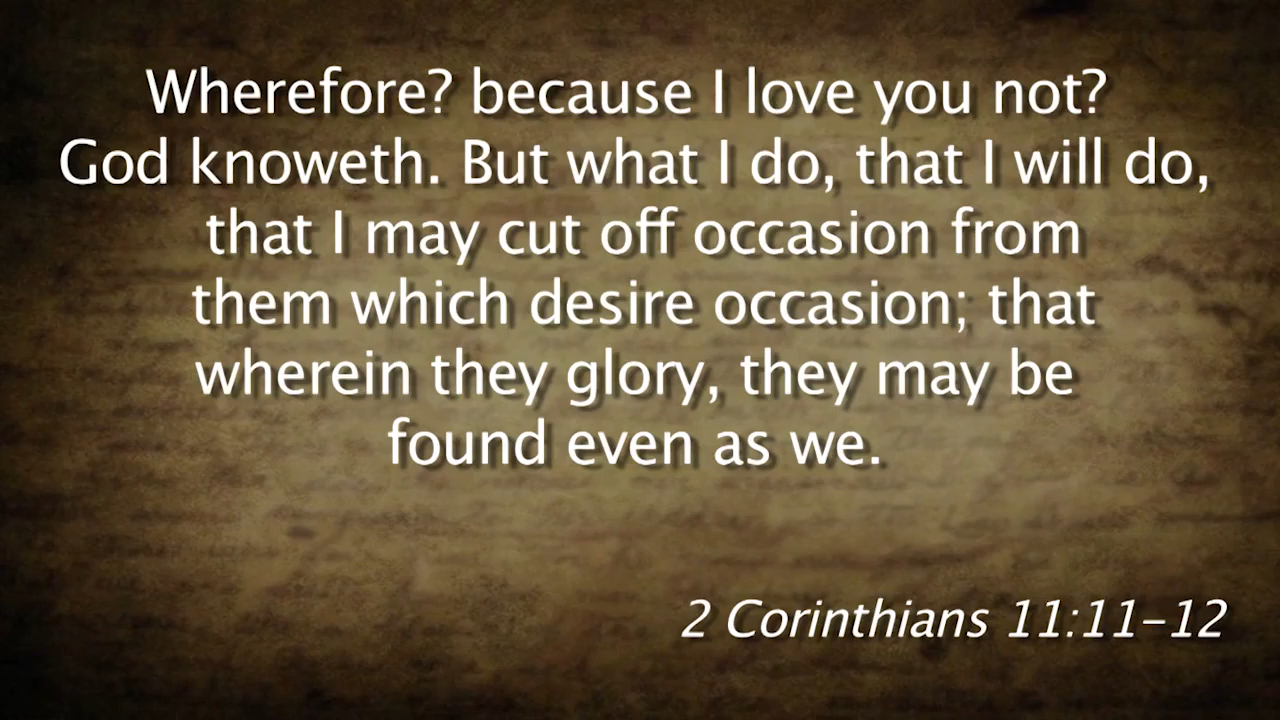 Wherefore? because I love you not?
God knoweth. But what I do, that I will do,
that I may cut off occasion from
them which desire occasion; that
wherein they glory, they may be
found even as we.
2 Corinthians 11:11-12